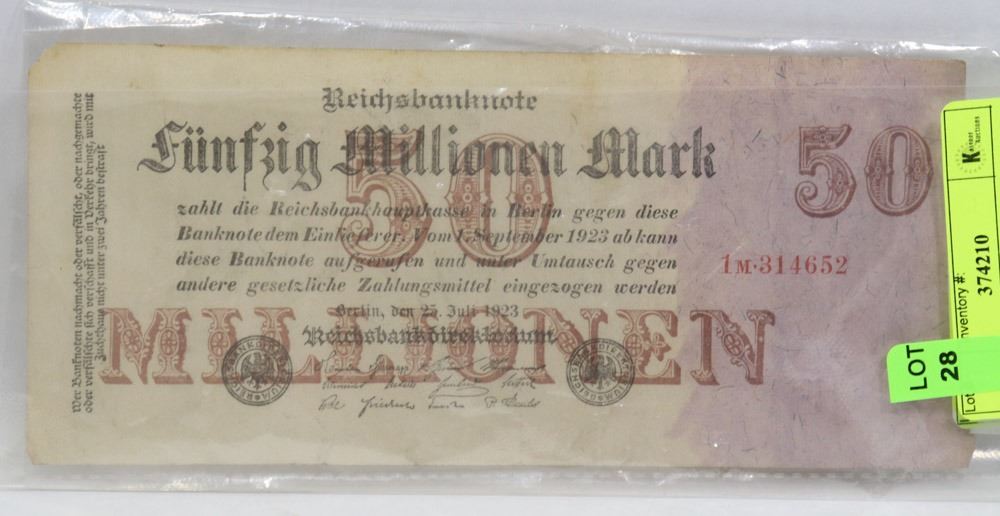 Reichsbanknote
Fünfzig Millionen Mark
50
50
zahlt die Reichsbankhauptkasse in Berlin gegen diese
Banknote dem Einlieferer. Vom 1. September 1923 ab kann
diese Banknote aufgerufen und unter Umtausch gegen
andere gesetzliche Zahlungsmittel eingezogen werden
Berlin, den 25. Juli 1923
Reichsbankdirektorium
MILLIONEN
1M·314652
Wer Banknoten nachmacht oder verfälscht, oder nachgemachte
oder verfälschte sich verschafft und in Verkehr bringt, wird mit
Zuchthaus nicht unter zwei Jahren bestraft
Auctions
nventory #:
374210
Lot
LOT
28